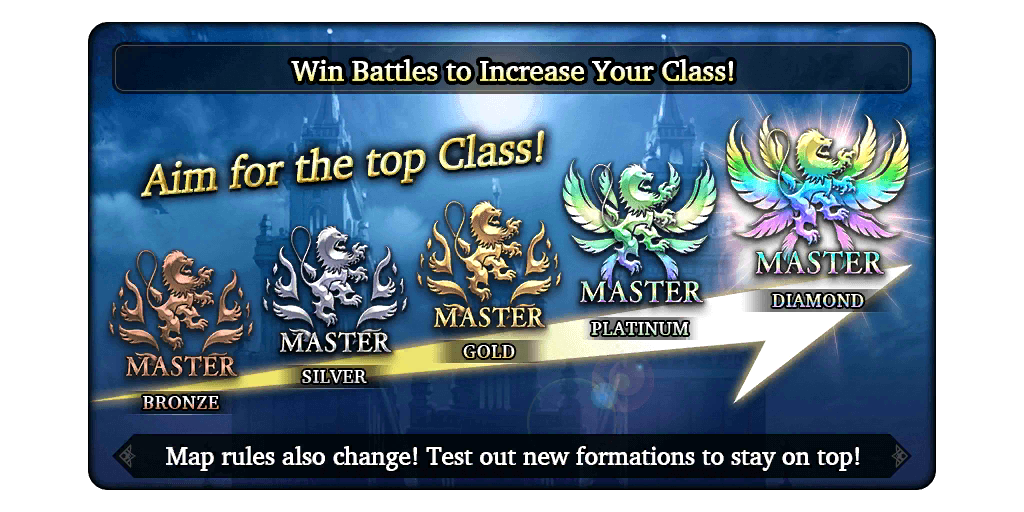 Win Battles to Increase Your Class!
Aim for the top Class!
MASTER
BRONZE
MASTER
SILVER
MASTER
GOLD
MASTER
PLATINUM
MASTER
DIAMOND
Map rules also change! Test out new formations to stay on top!